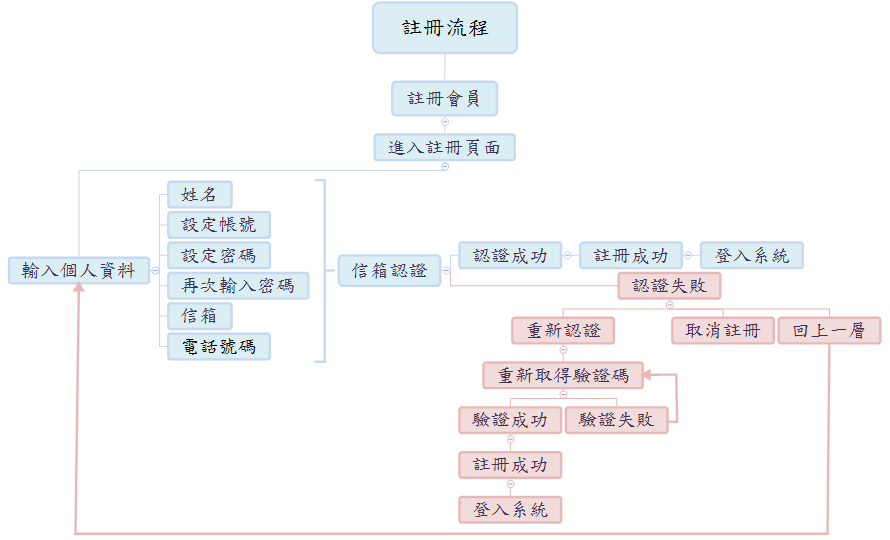 註冊流程
註冊會員
進入註冊頁面
輸入個人資料
姓名
設定帳號
設定密碼
再次輸入密碼
信箱
電話號碼
信箱認證
認證成功
註冊成功
登入系統
認證失敗
重新認證
取消註冊
回上一層
重新取得驗證碼
驗證成功
驗證失敗
註冊成功
登入系統